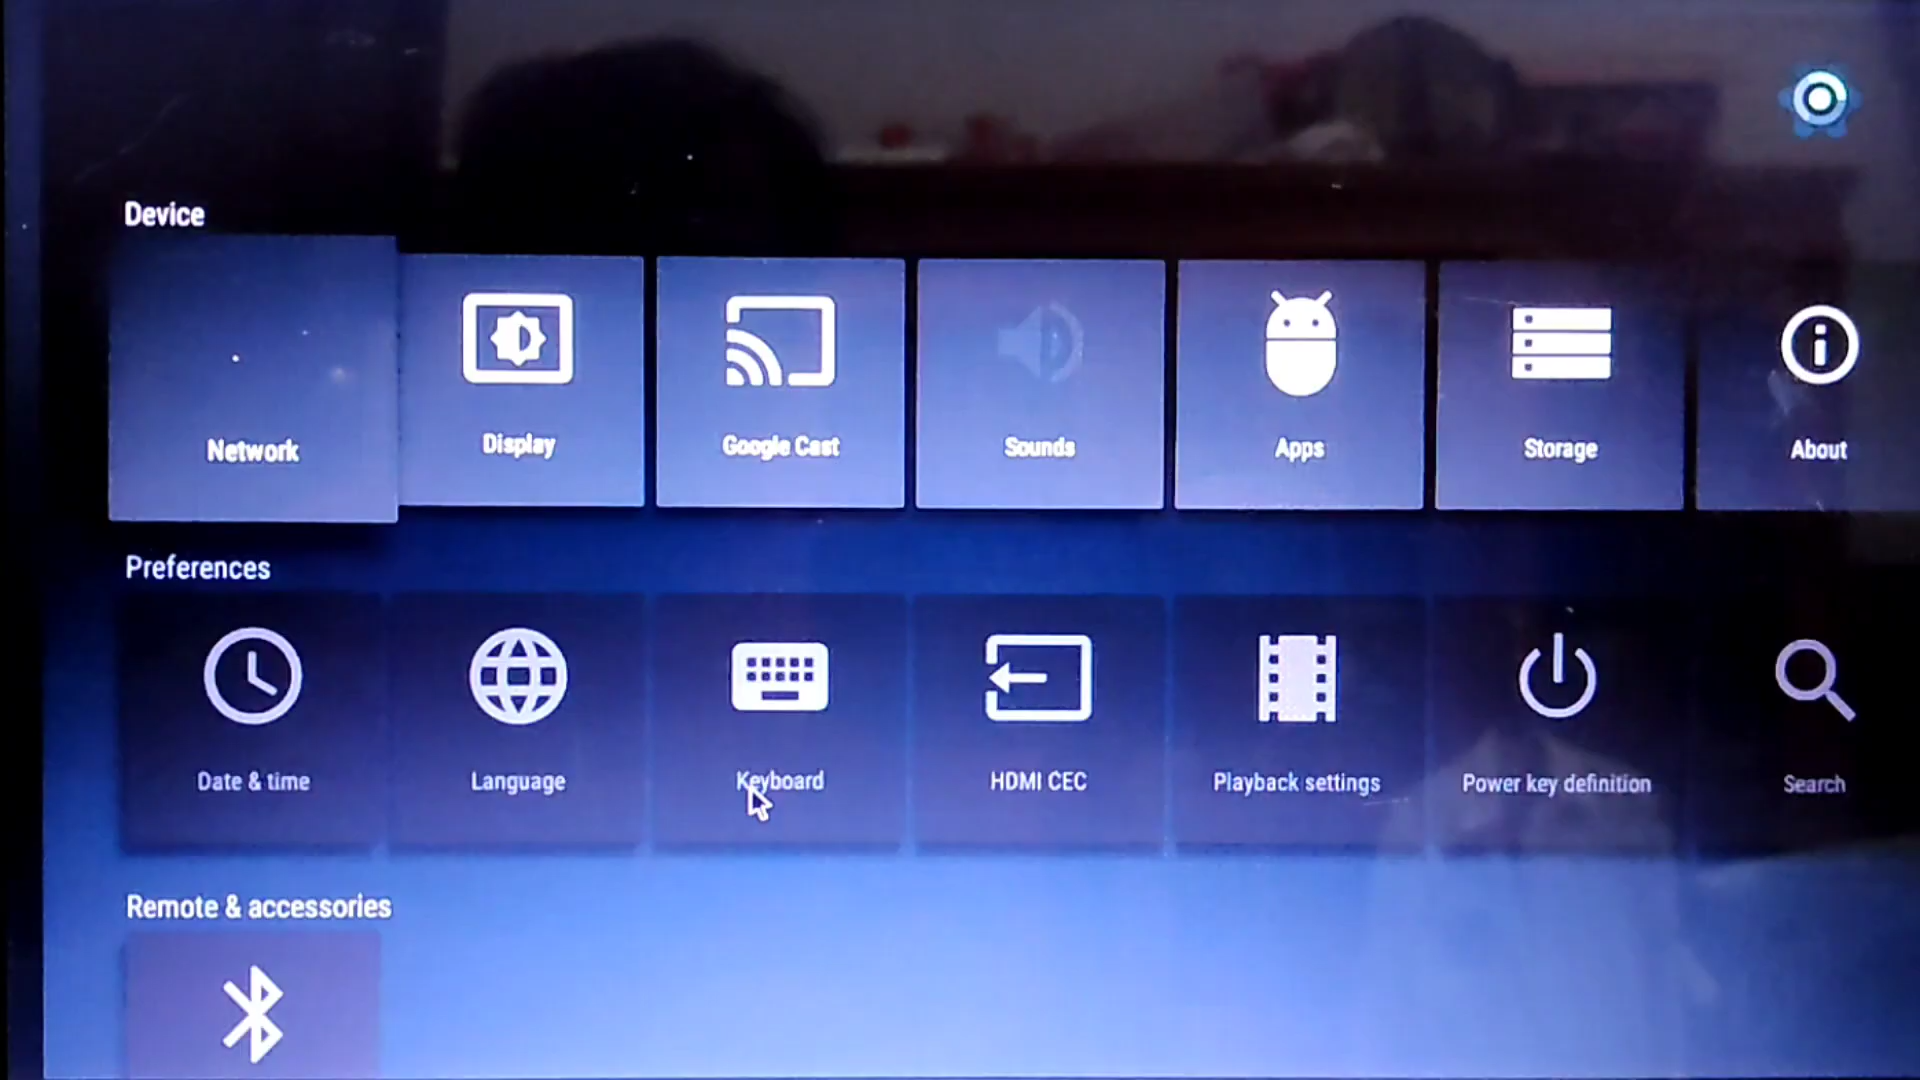 Device
Network
Display
Google Cast
Sounds
Apps
Storage
About
Preferences
Date & time
Language
Keyboard
HDMI CEC
Playback settings
Power key definition
Search
Remote & accessories